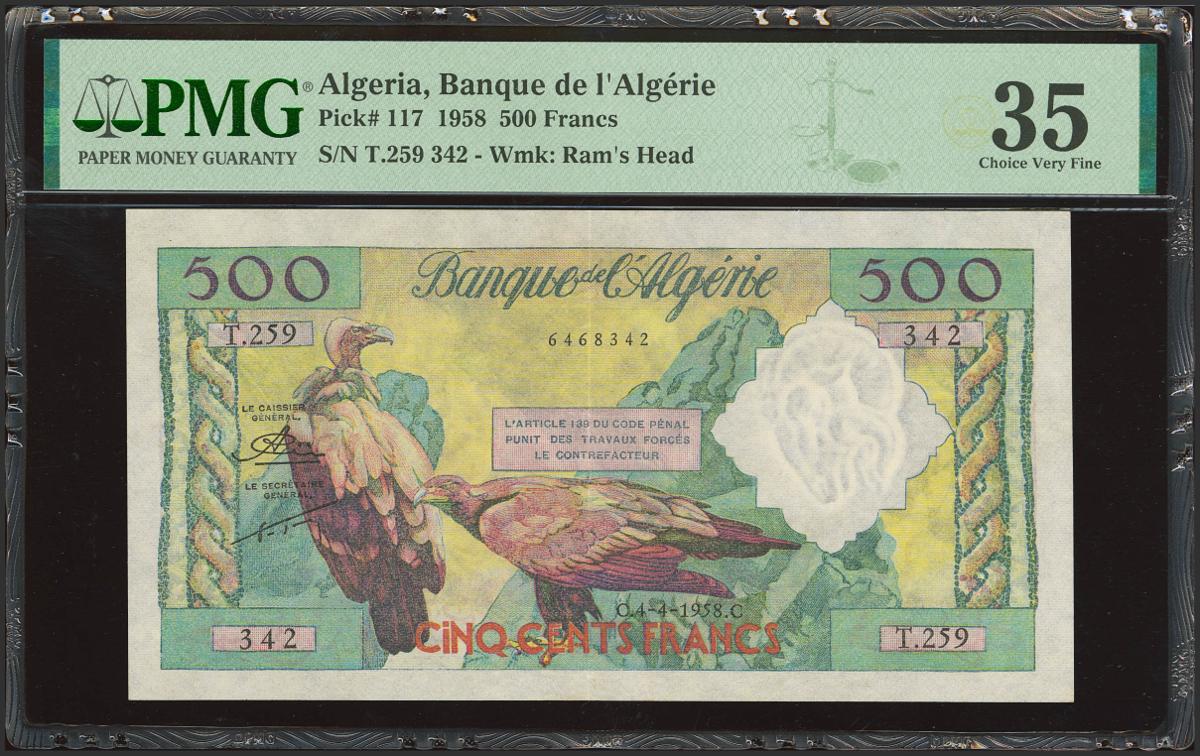 PMG®
PAPER MONEY GUARANTY
Algeria, Banque de l'Algérie
Pick# 117 1958 500 Francs
S/N T.259 342 - Wmk: Ram's Head
35
Choice Very Fine
500
Banque de l'Algérie
500
T.259
6468342
342
LE CAISSIER
GÉNÉRAL,
L'ARTICLE 139 DU CODE PÉNAL
PUNIT DES TRAVAUX FORCÉS
LE CONTREFACTEUR
LE SECRÉTAIRE
GÉNÉRAL,
O.4-4-1958.C
342
CINQ CENTS FRANCS
T.259
PMG